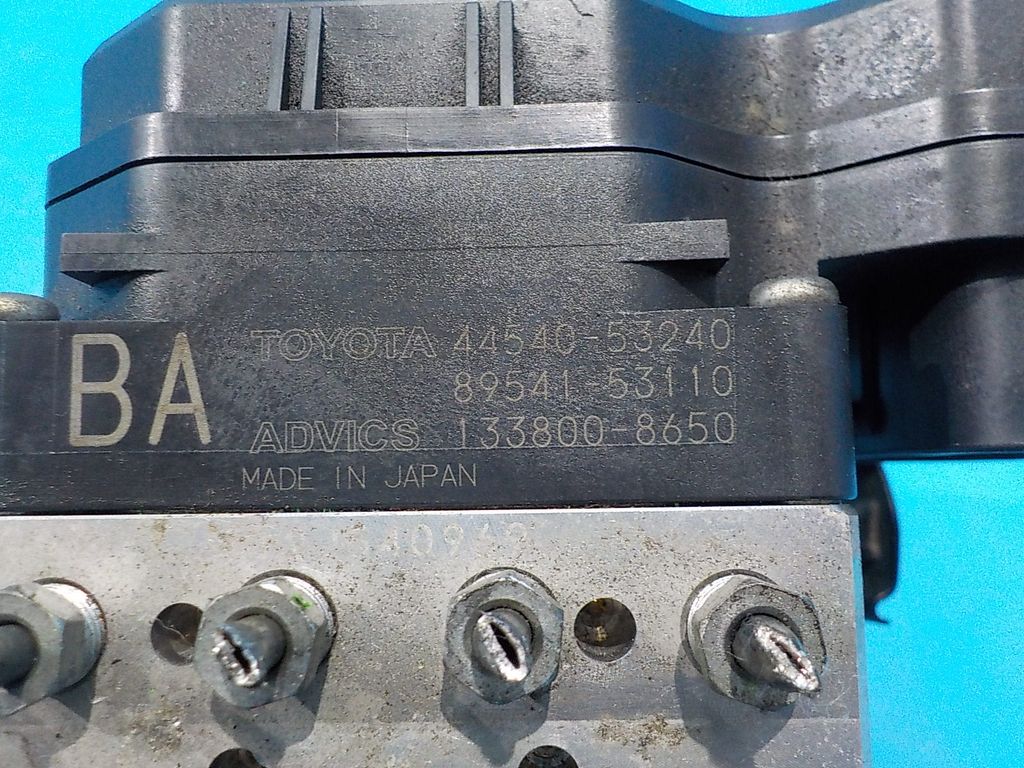 BA
TOYOTA 44540-53240
89541-53110
ADVICS 133800-8650
MADE IN JAPAN